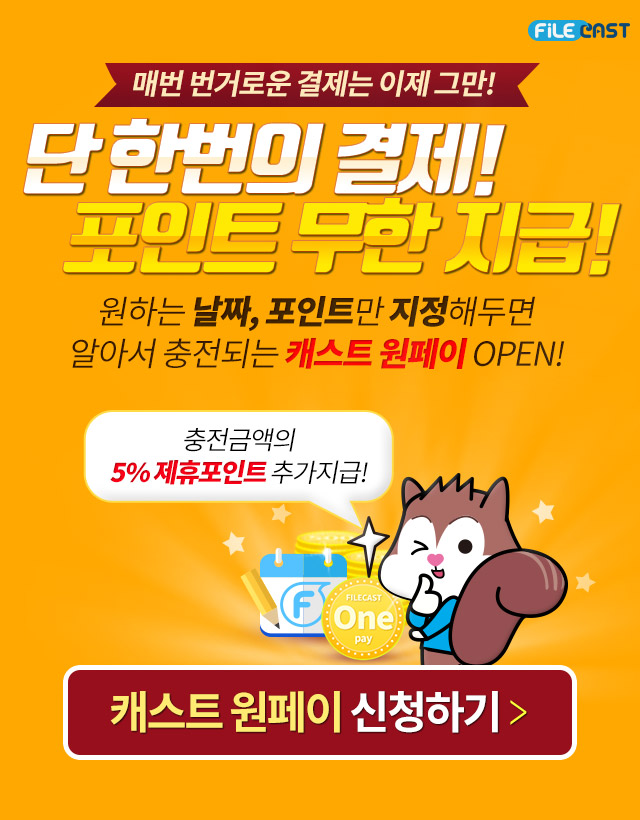 FiLECAST
매번 번거로운 결제는 이제 그만!
단 한번의 결제!
포인트 무한 지급!
원하는 날짜, 포인트만 지정해두면
알아서 충전되는 캐스트 원페이 OPEN!
충전금액의
5% 제휴포인트 추가지급!
F
FILECAST
One
pay
캐스트 원페이 신청하기 >